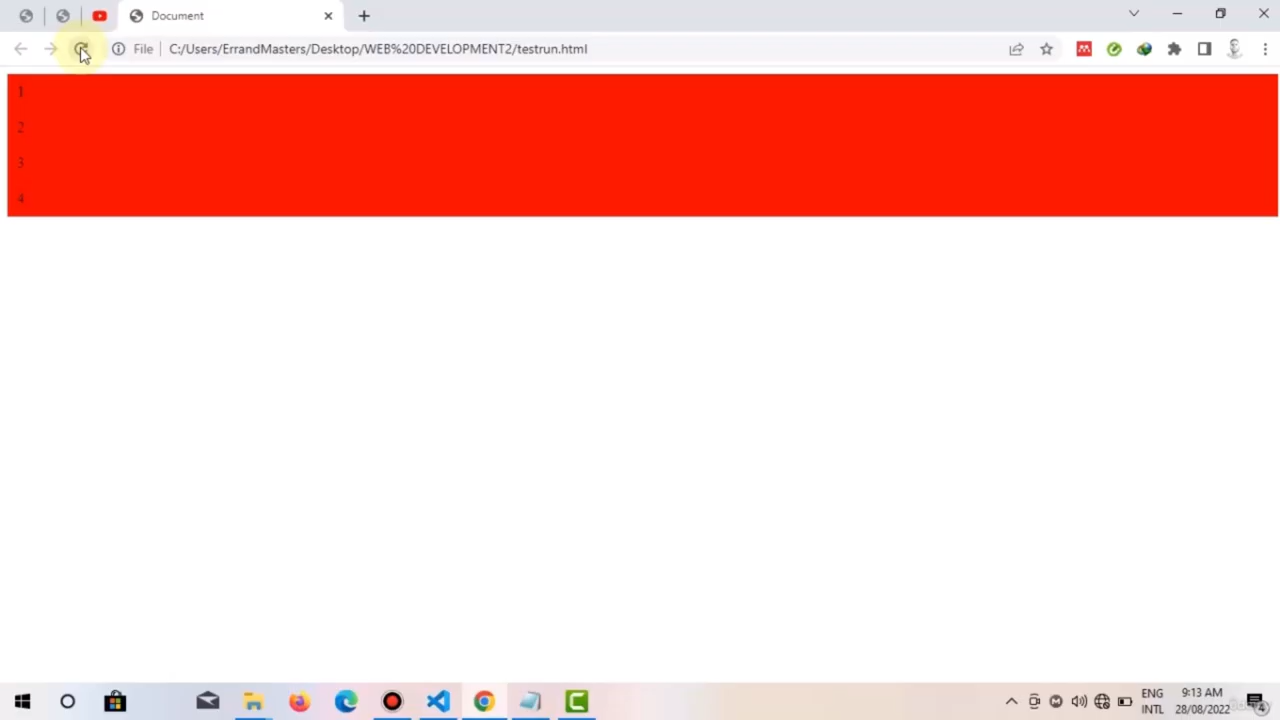 Document
File
C:/Users/ErrandMasters/Desktop/WEB%20DEVELOPMENT2/testrun.html
1
2
3
4
ENG
INTL
9:13 AM
28/08/2022
4